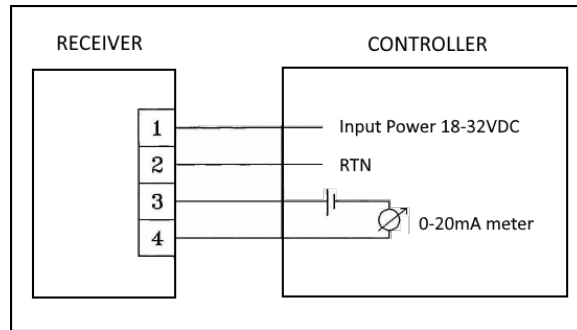 RECEIVER
CONTROLLER
1
Input Power 18-32VDC
2
RTN
3
4
0-20mA meter